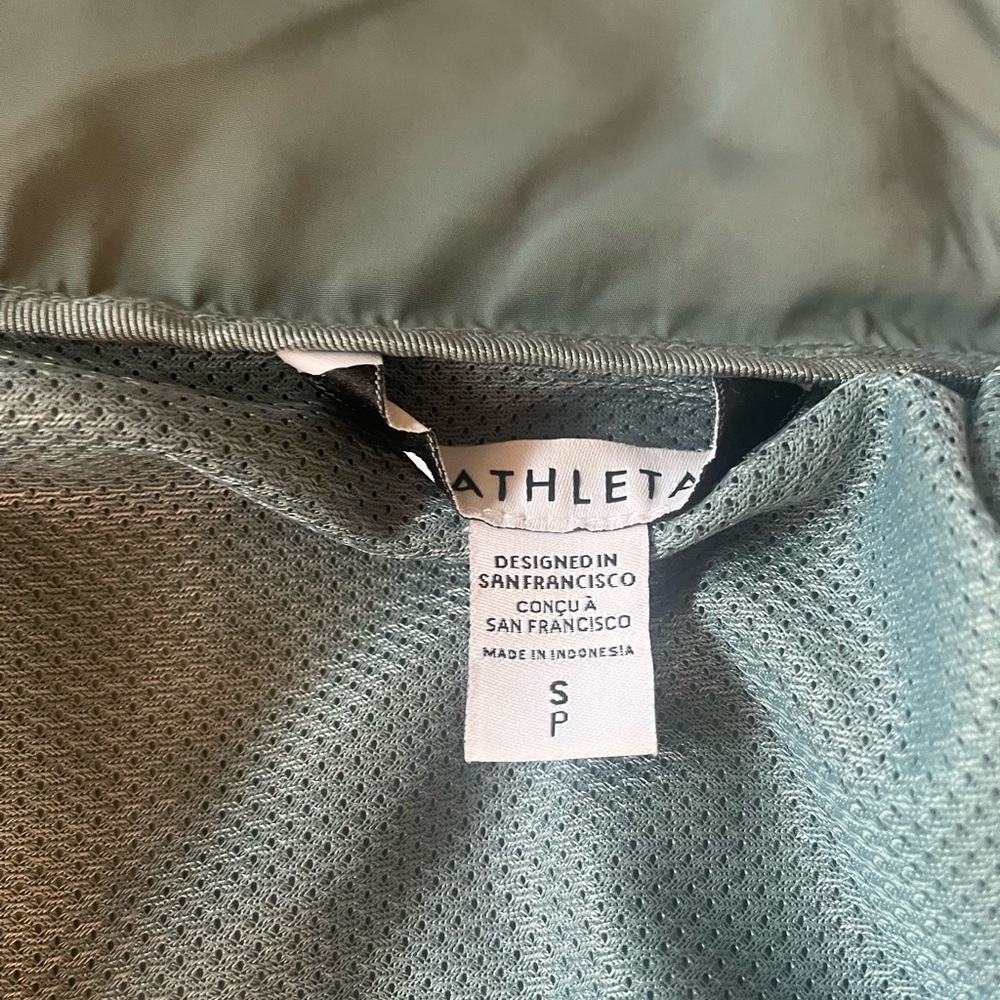 ATHLETA
DESIGNED IN
SAN FRANCISCO
CONÇU À
SAN FRANCISCO
MADE IN INDONESIA
S
P